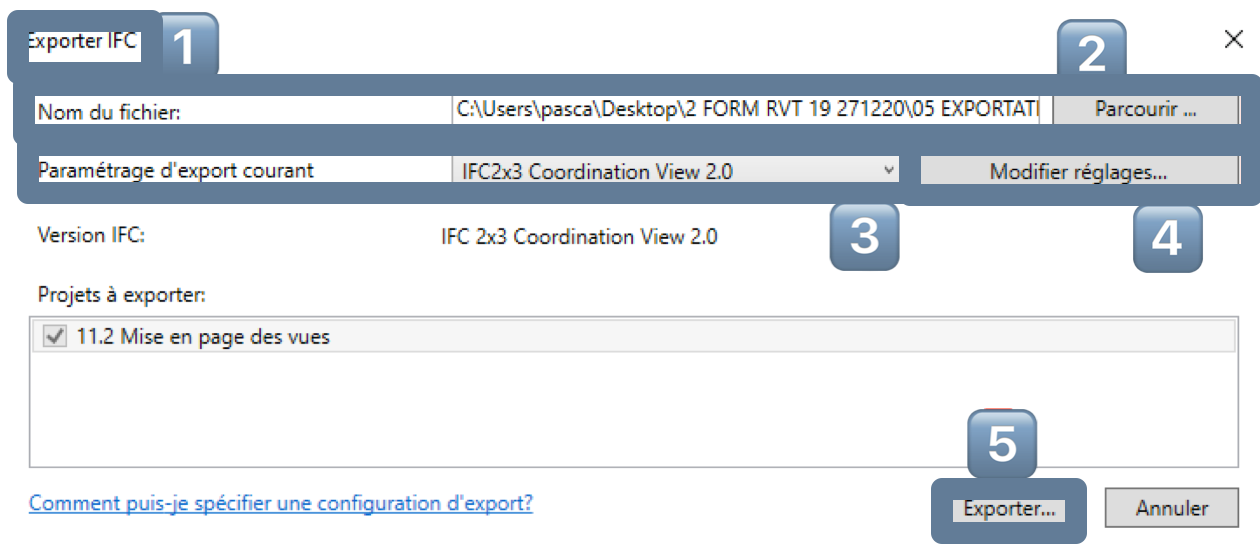 Exporter IFC 1
2
Nom du fichier: C:\Users\pasca\Desktop\2 FORM RVT 19 271220\05 EXPORTATI Parcourir ...
Paramétrage d'export courant IFC2x3 Coordination View 2.0 Modifier réglages...
Version IFC: IFC 2x3 Coordination View 2.0 3 4
Projets à exporter:
11.2 Mise en page des vues
5
Comment puis-je spécifier une configuration d'export? Exporter... Annuler